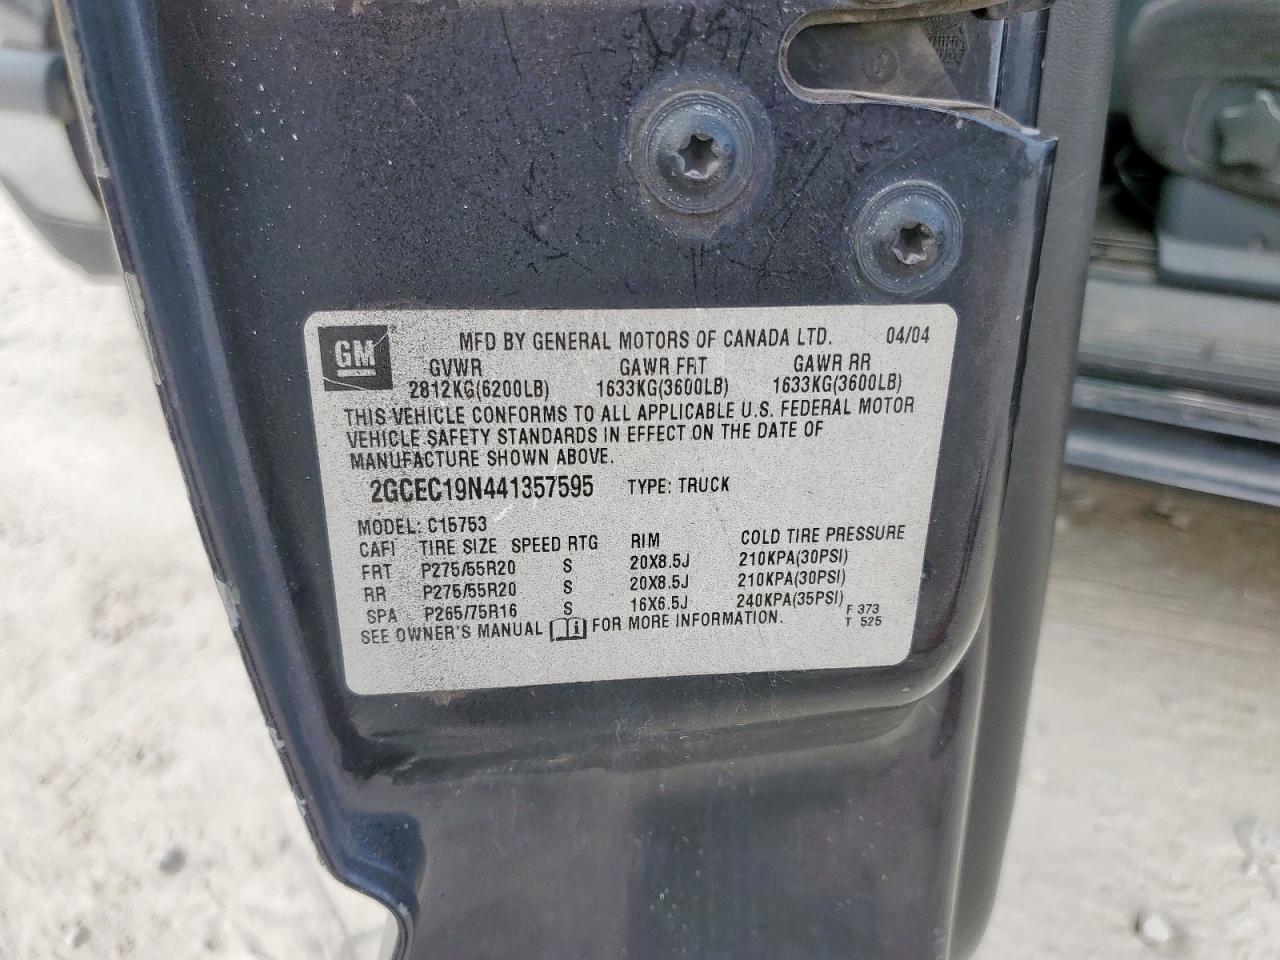 GM
MFD BY GENERAL MOTORS OF CANADA LTD. 04/04
GVWR GAWR FRT GAWR RR
2812KG(6200LB) 1633KG(3600LB) 1633KG(3600LB)
THIS VEHICLE CONFORMS TO ALL APPLICABLE U.S. FEDERAL MOTOR
VEHICLE SAFETY STANDARDS IN EFFECT ON THE DATE OF
MANUFACTURE SHOWN ABOVE.
2GCEC19N441357595 TYPE: TRUCK
MODEL: C15753
CAFI TIRE SIZE SPEED RTG RIM COLD TIRE PRESSURE
FRT P275/55R20 S 20X8.5J 210KPA(30PSI)
RR P275/55R20 S 20X8.5J 210KPA(30PSI)
SPA P265/75R16 S 16X6.5J 240KPA(35PSI)
SEE OWNER'S MANUAL i FOR MORE INFORMATION.
F 373
T 525